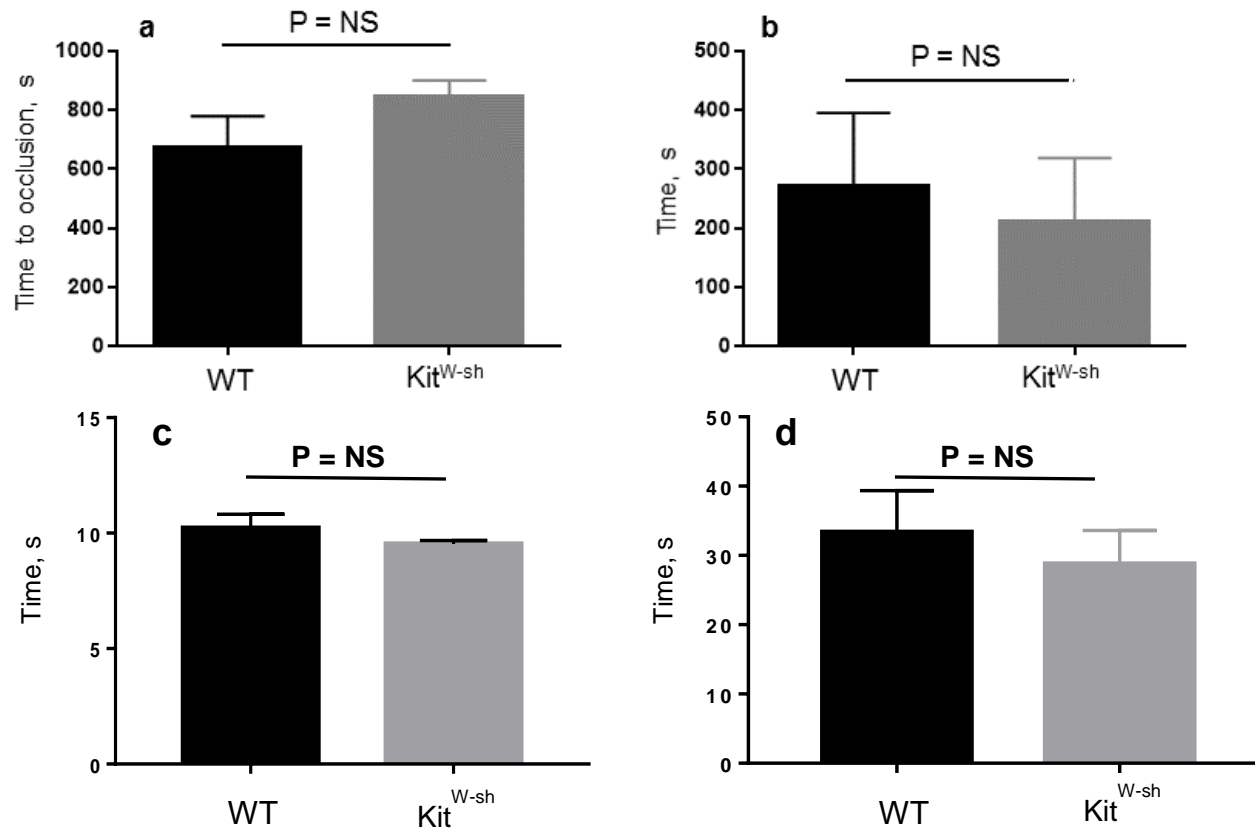 a
P = NS
Time to occlusion, s
1000
800
600
400
200
0
WT
Kit^W-sh
b
P = NS
Time, s
500
400
300
200
100
0
WT
Kit^W-sh
c
P = NS
Time, s
15
10
5
0
WT
Kit^W-sh
d
P = NS
Time, s
50
40
30
20
10
0
WT
Kit^W-sh